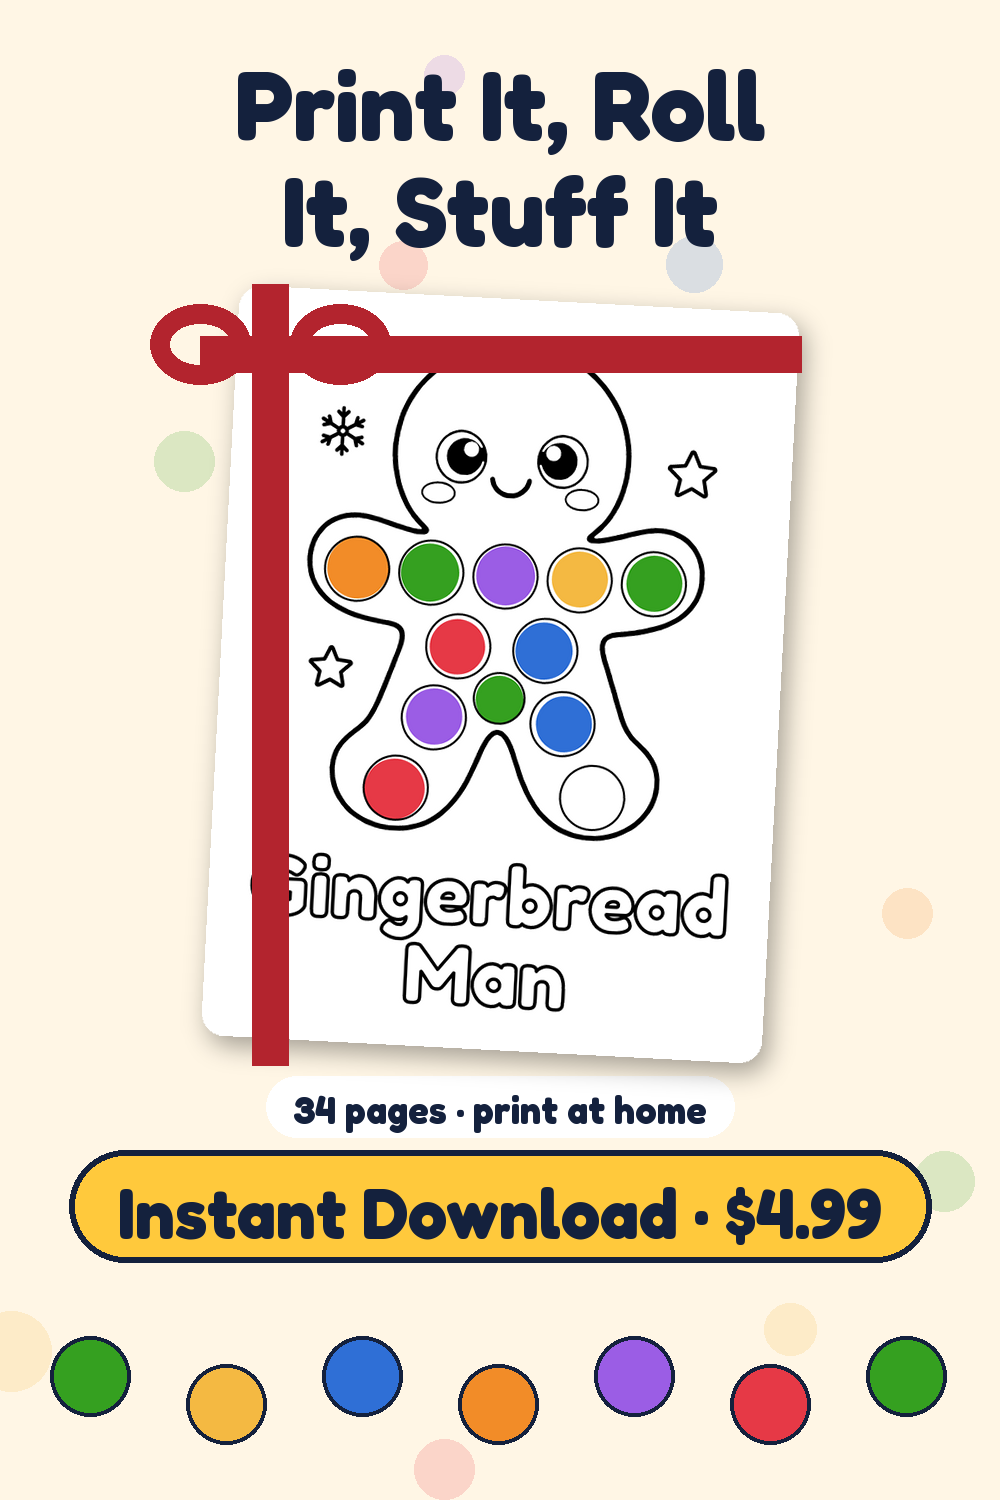 Print It, Roll
It, Stuff It
Gingerbread
Man
34 pages · print at home
Instant Download · $4.99